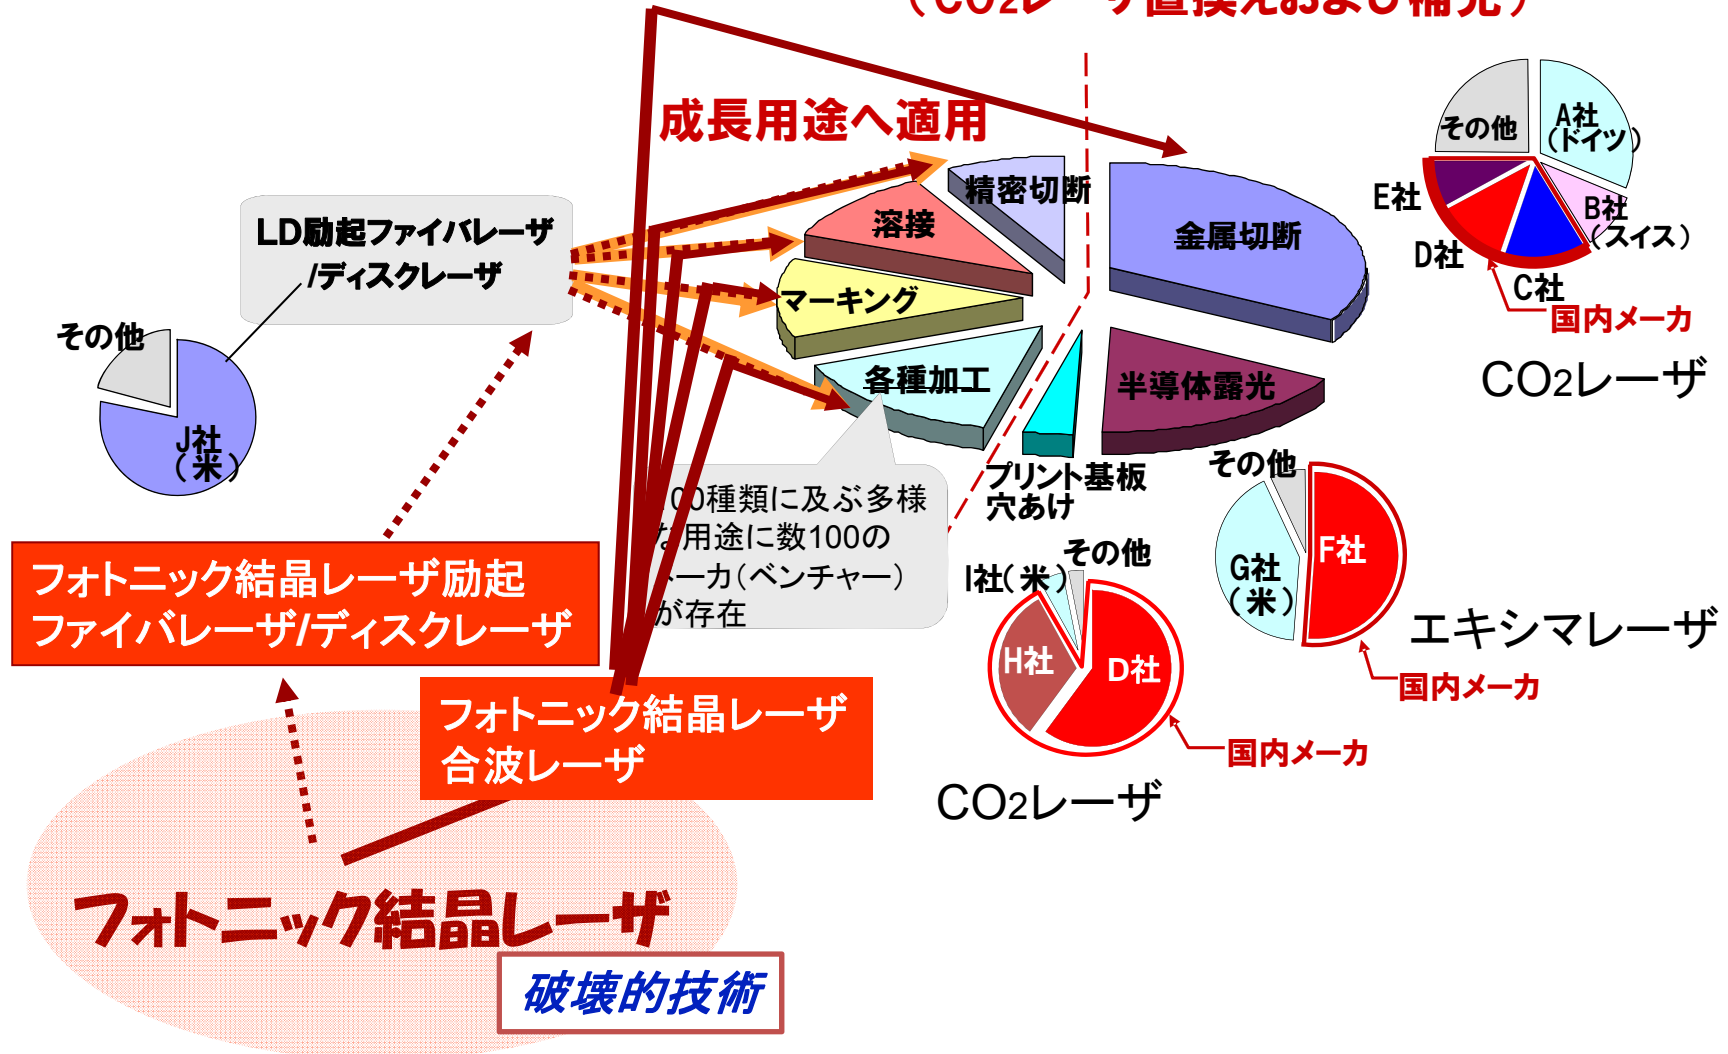 (CO2レーザ置換えおよび補完)
成長用途へ適用
LD励起ファイバレーザ
/ディスクレーザ
その他
J社
(米)
精密切断
溶接
マーキング
各種加工
金属切断
半導体露光
プリント基板
穴あけ
00種類に及ぶ多様
な用途に数100の
メーカ(ベンチャー)
が存在
その他
A社
(ドイツ)
B社
(スイス)
C社
D社
E社
国内メーカ
CO2レーザ
その他
F社
G社
(米)
エキシマレーザ
国内メーカ
その他
I社(米)
H社
D社
国内メーカ
CO2レーザ
フォトニック結晶レーザ励起
ファイバレーザ/ディスクレーザ
フォトニック結晶レーザ
合波レーザ
フォトニック結晶レーザ
破壊的技術